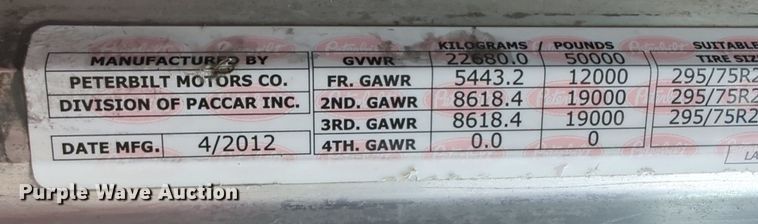 KILOGRAMS / POUNDS SUITABLE
MANUFACTURED BY GVWR 22680.0 50000 TIRE SIZ
PETERBILT MOTORS CO. FR. GAWR 5443.2 12000 295/75R2
DIVISION OF PACCAR INC. 2ND. GAWR 8618.4 19000 295/75R2
3RD. GAWR 8618.4 19000 295/75R2
DATE MFG. 4/2012 4TH. GAWR 0.0 0
LA
Purple Wave Auction